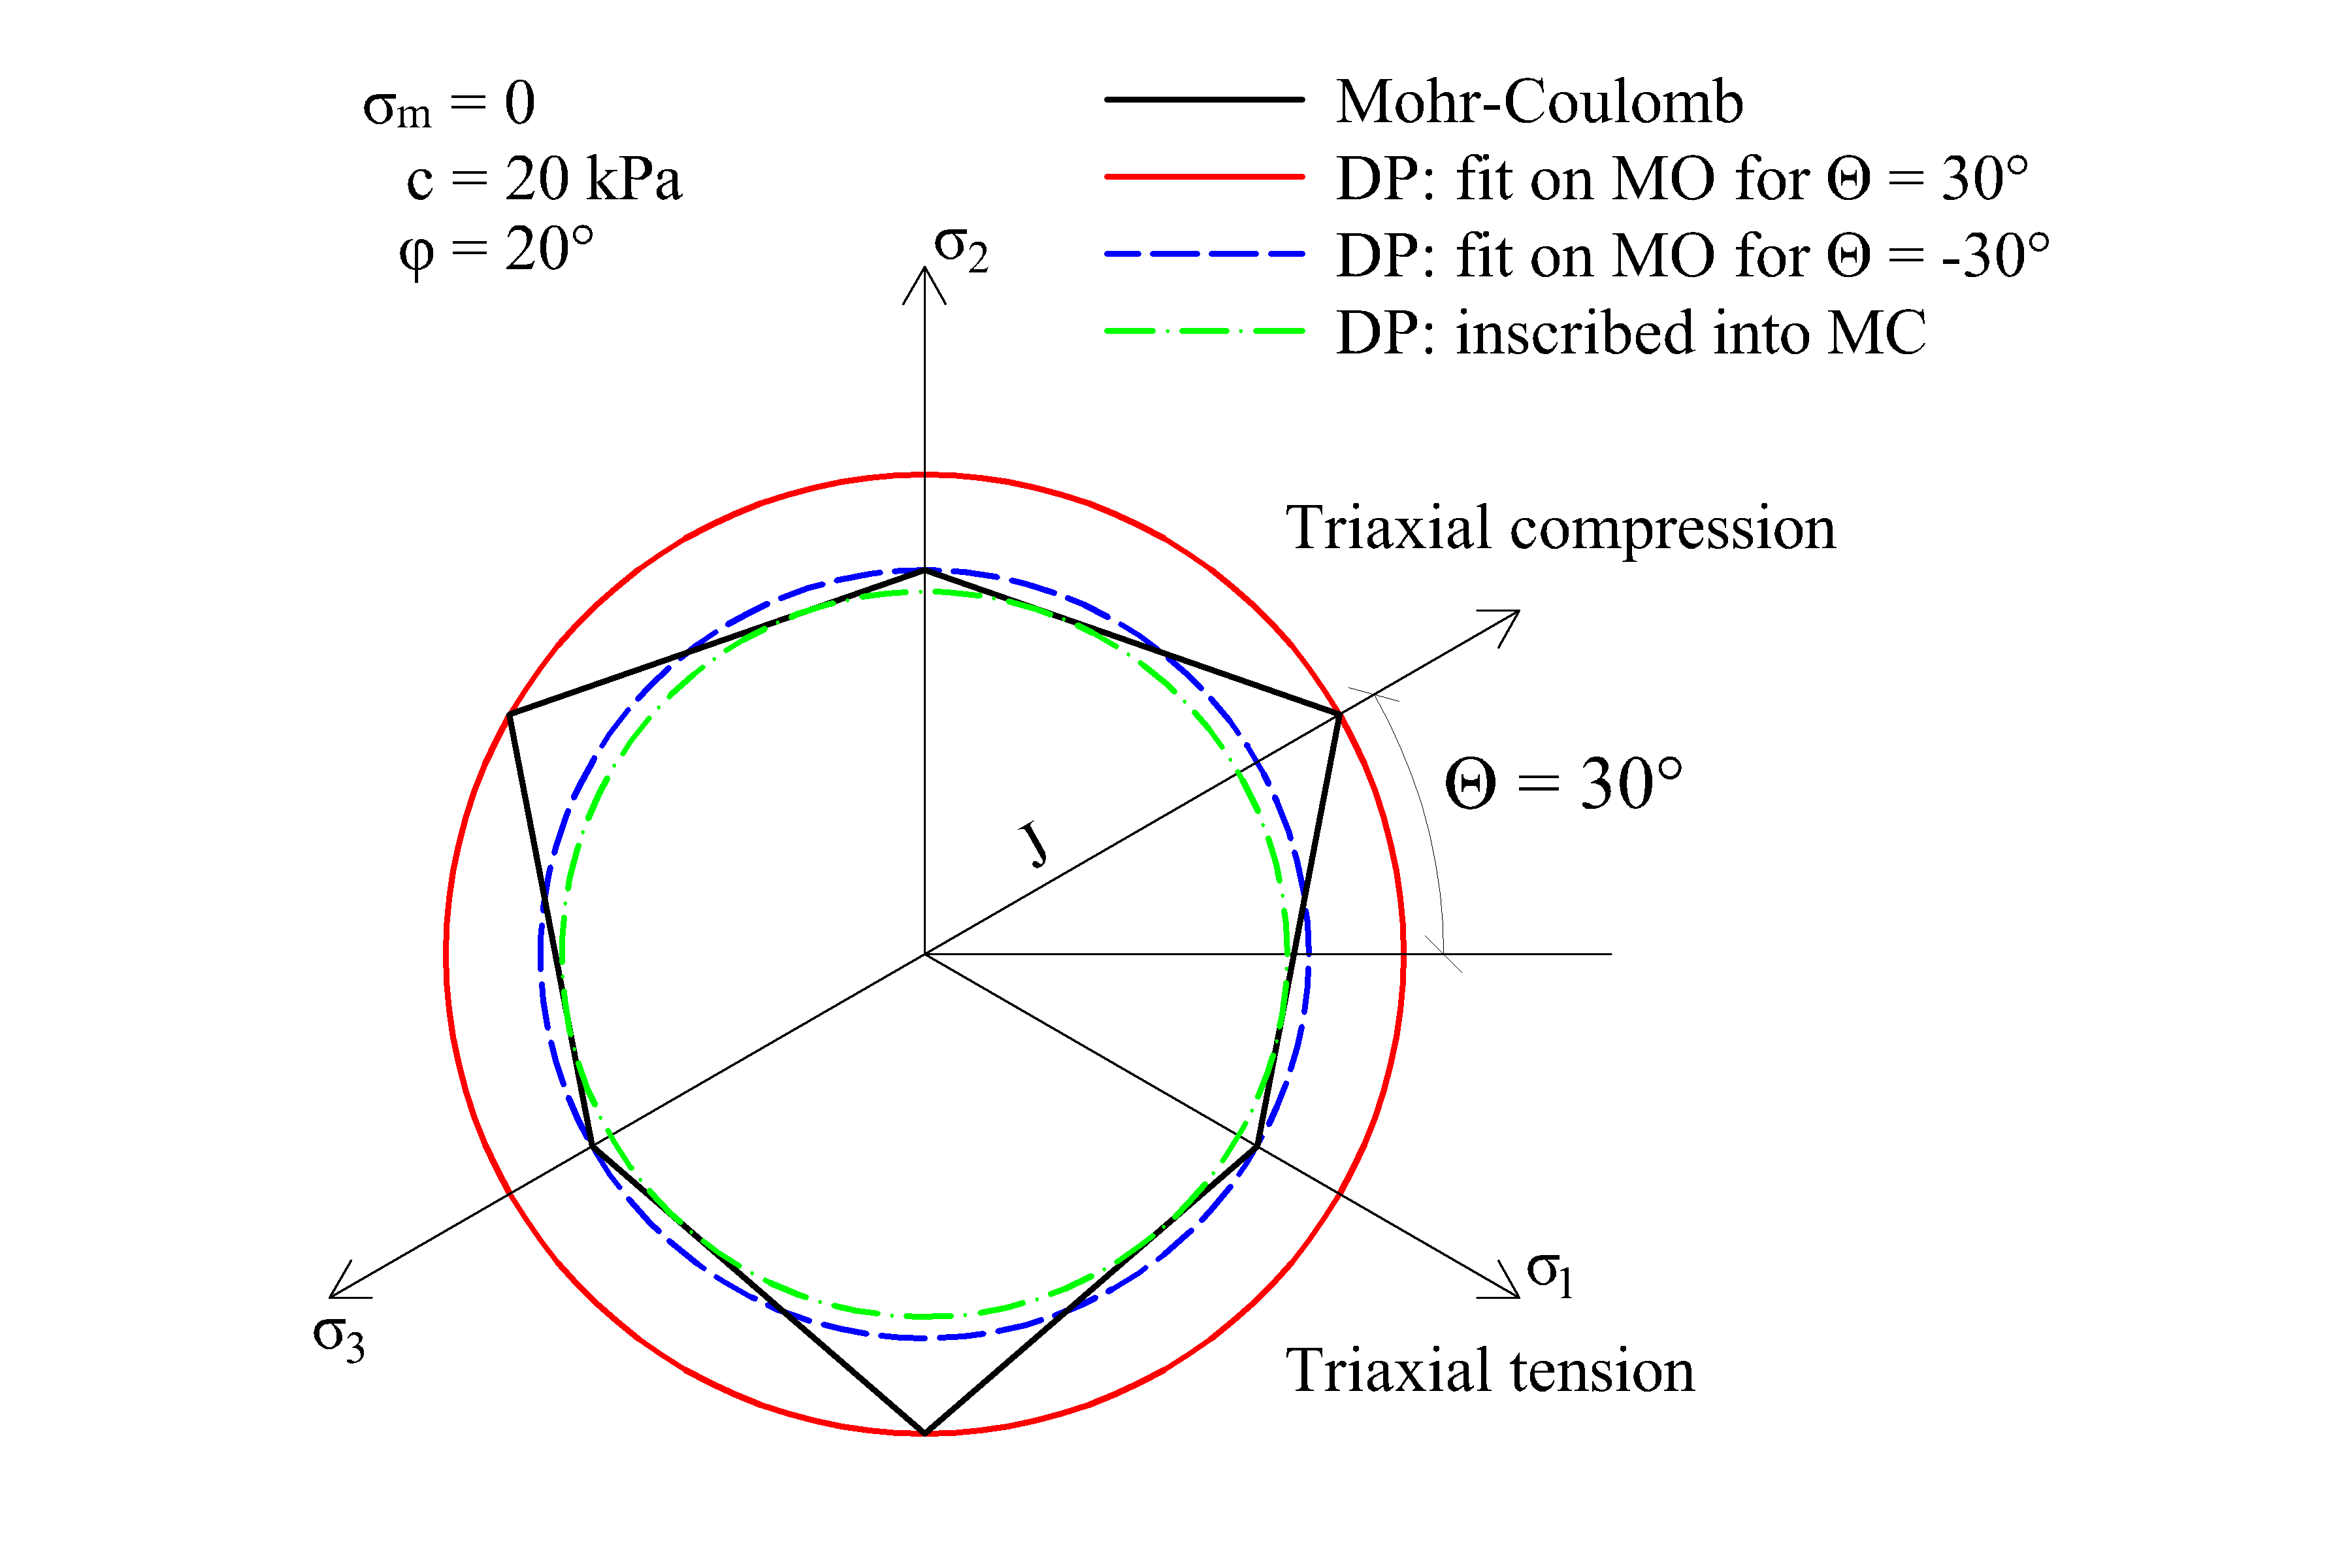 σm = 0
c = 20 kPa
φ = 20°
Mohr-Coulomb
DP: fit on MO for Θ = 30°
DP: fit on MO for Θ = -30°
DP: inscribed into MC
σ2
Triaxial compression
Θ = 30°
J
σ1
σ3
Triaxial tension